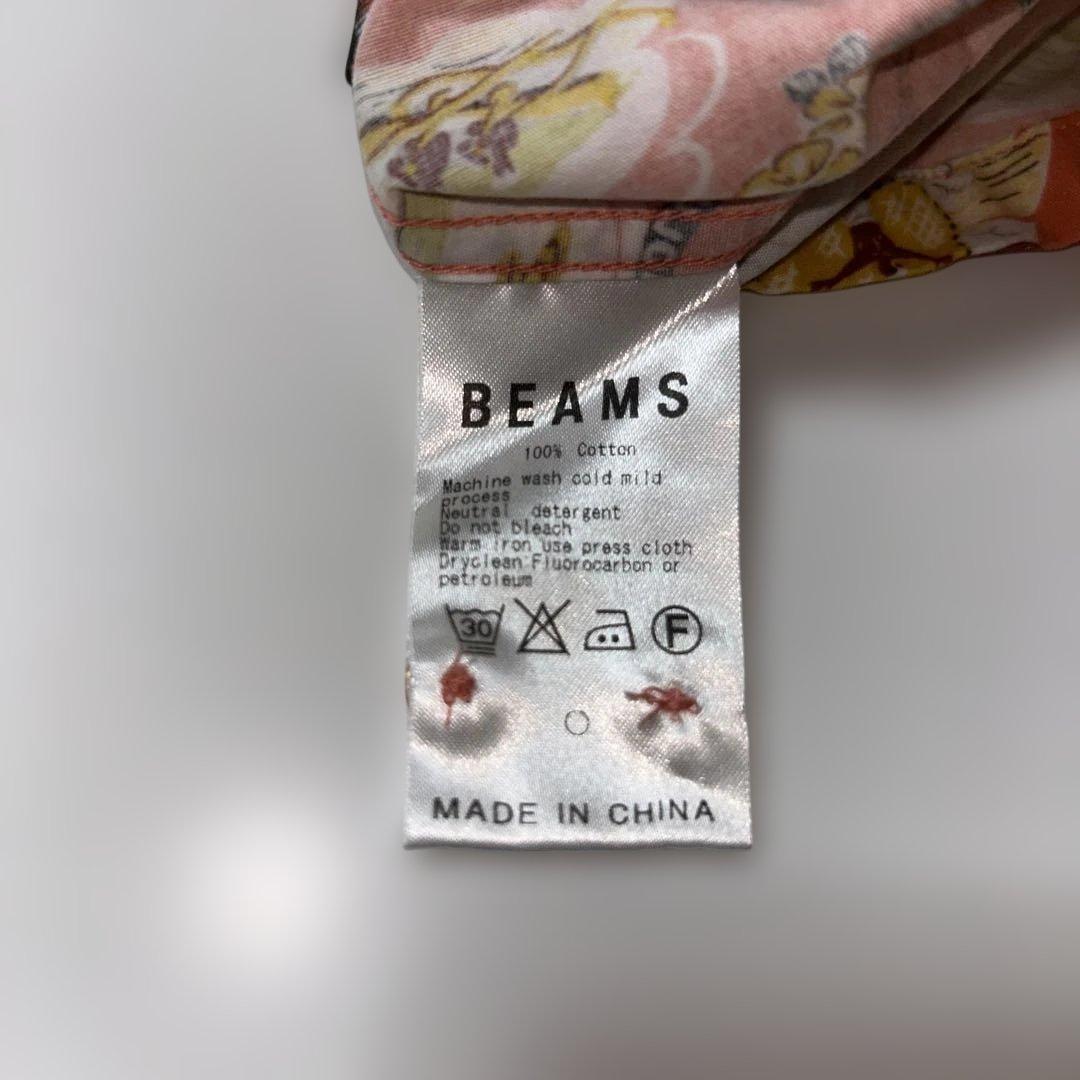 BEAMS
100% Cotton
Machine wash cold mild
process
Neutral detergent
Do not bleach
Warm iron use press cloth
Dryclean Fluorocarbon or
petroleum
30
F
MADE IN CHINA